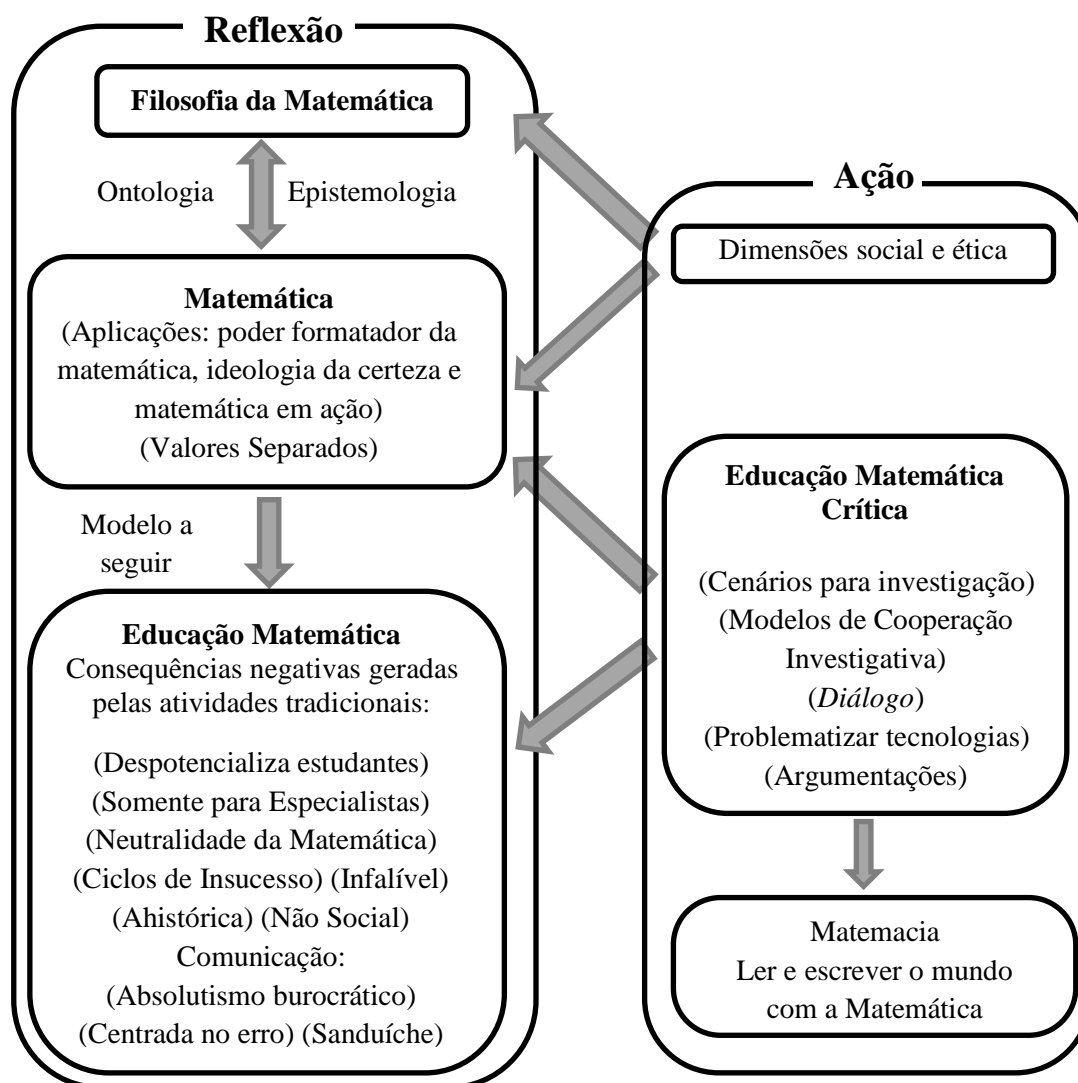 Reflexão
Filosofia da Matemática
Ontologia
Epistemologia
Matemática
(Aplicações: poder formatador da
matemática, ideologia da certeza e
matemática em ação)
(Valores Separados)
Modelo a
seguir
Educação Matemática
Consequências negativas geradas
pelas atividades tradicionais:
(Despotencializa estudantes)
(Somente para Especialistas)
(Neutralidade da Matemática)
(Ciclos de Insucesso) (Infalível)
(Ahistórica) (Não Social)
Comunicação:
(Absolutismo burocrático)
(Centrada no erro) (Sanduíche)
Ação
Dimensões social e ética
Educação Matemática
Crítica
(Cenários para investigação)
(Modelos de Cooperação
Investigativa)
(Diálogo)
(Problematizar tecnologias)
(Argumentações)
Matemacia
Ler e escrever o mundo
com a Matemática